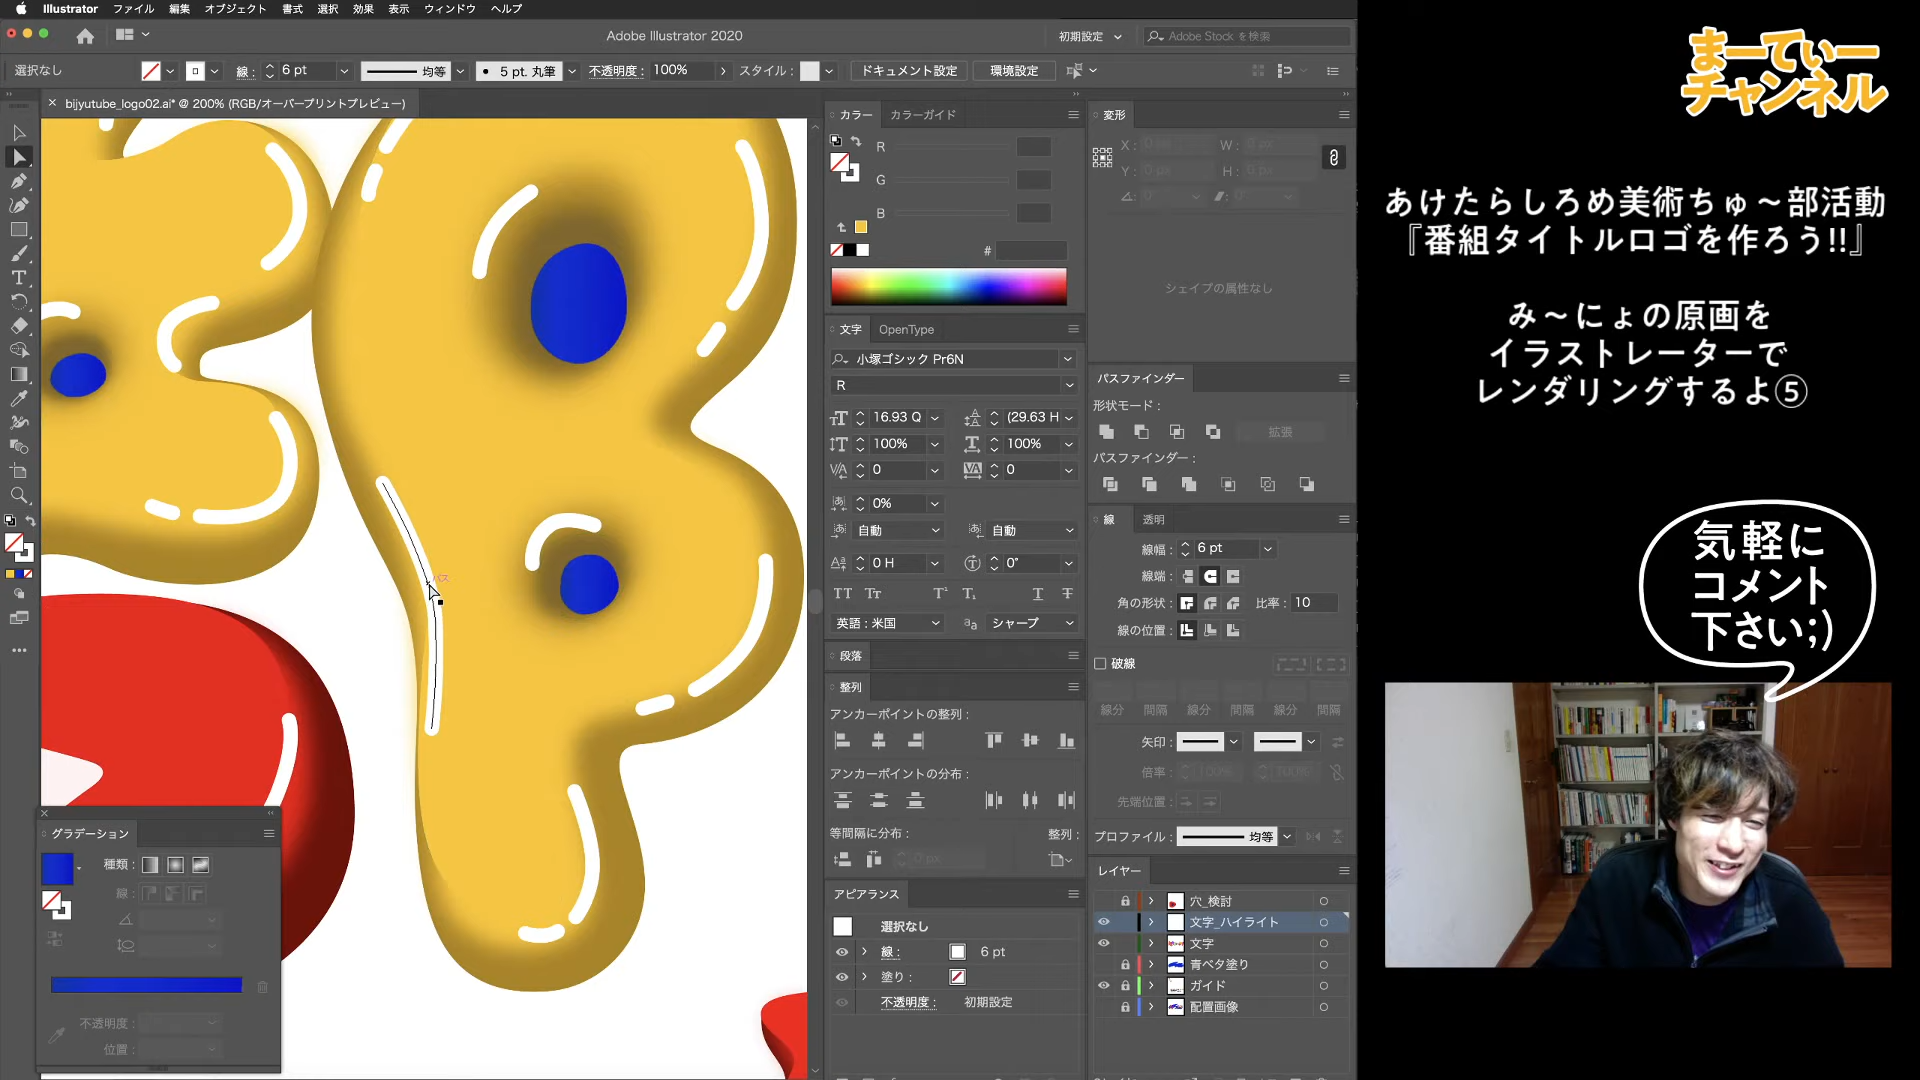 Illustrator ファイル 編集 オブジェクト 書式 選択 効果 表示 ウィンドウ ヘルプ
Adobe Illustrator 2020
初期設定
Adobe Stock を検索
選択なし
線 : 6 pt
均等
5 pt. 丸筆
不透明度 : 100%
スタイル :
ドキュメント設定
環境設定
× bijyutube_logo02.ai* @ 200% (RGB/オーバープリントプレビュー)
パス
カラー カラーガイド
R
G
B
#
文字 OpenType
小塚ゴシック Pr6N
R
16.93 Q (29.63 H
100% 100%
0 0
0%
自動 自動
0 H 0°
英語 : 米国 シャープ
段落
整列
アンカーポイントの整列 :
アンカーポイントの分布 :
等間隔に分布 : 整列 :
0 px
アピアランス
選択なし
線 : 6 pt
塗り :
不透明度 : 初期設定
変形
X : 0 px W : 0 px
Y : 0 px H : 0 px
シェイプの属性なし
パスファインダー
形状モード :
拡張
パスファインダー :
線 透明
線幅 : 6 pt
線端 :
角の形状 : 比率 : 10
線の位置 :
破線
線分 間隔 線分 間隔 線分 間隔
矢印 :
倍率 : 100% 100%
先端位置 :
プロファイル : 均等
レイヤー
穴_検討
文字_ハイライト
文字
青ベタ塗り
ガイド
配置画像
グラデーション
種類 :
線 :
不透明度 :
位置 :
まーてぃー
チャンネル
あけたらしろめ美術ちゅ～部活動
『番組タイトルロゴを作ろう!!』
み～にょの原画を
イラストレーターで
レンダリングするよ⑤
気軽に
コメント
下さい;)